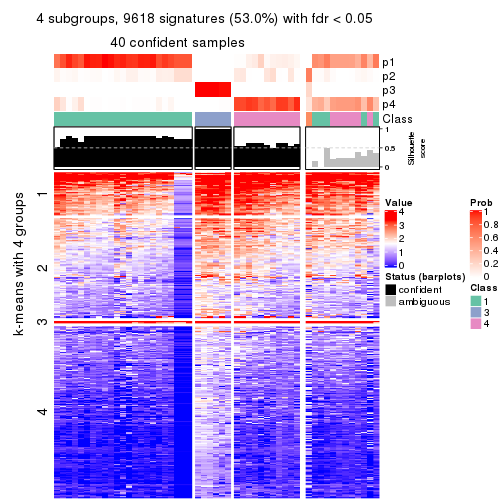 4 subgroups, 9618 signatures (53.0%) with fdr < 0.05
40 confident samples
p1
p2
p3
p4
Class
1
0.5
0
Silhouette
score
k-means with 4 groups
1
2
3
4
Value
4
3
2
1
0
Status (barplots)
confident
ambiguous
Prob
1
0.8
0.6
0.4
0.2
0
Class
1
3
4